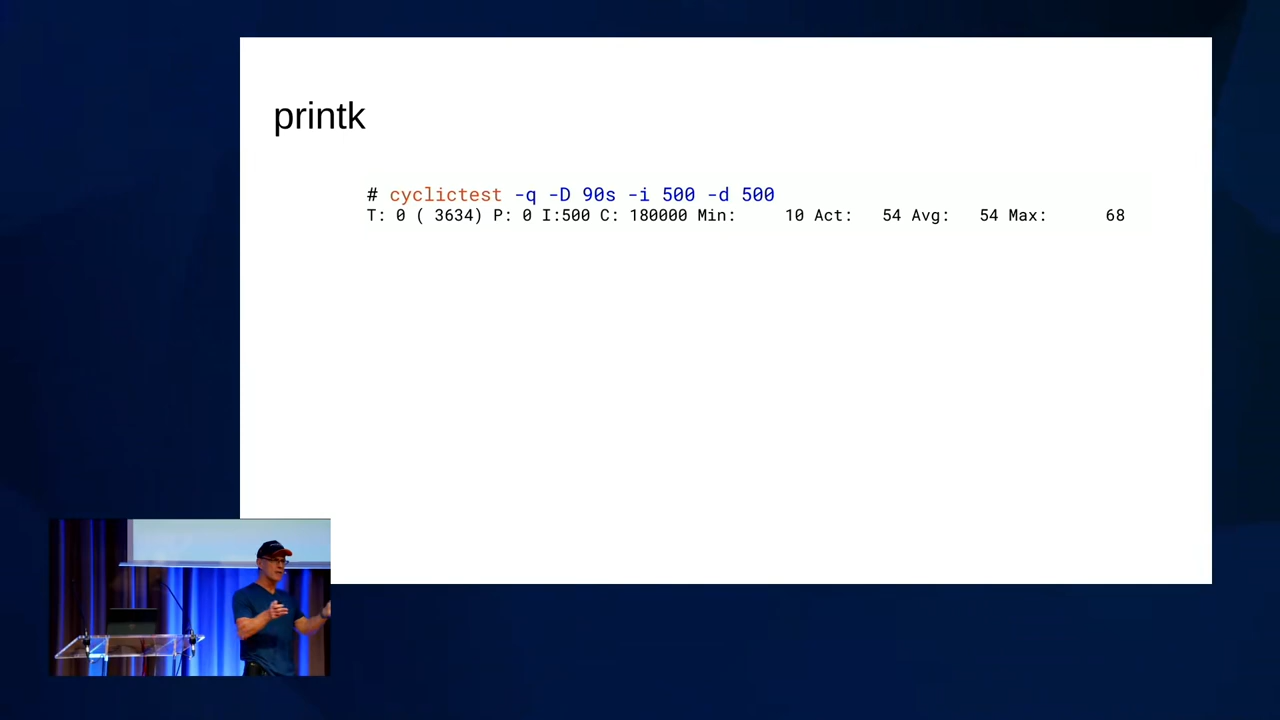 printk
# cyclictest -q -D 90s -i 500 -d 500
T: 0 ( 3634) P: 0 I:500 C: 180000 Min: 10 Act: 54 Avg: 54 Max: 68